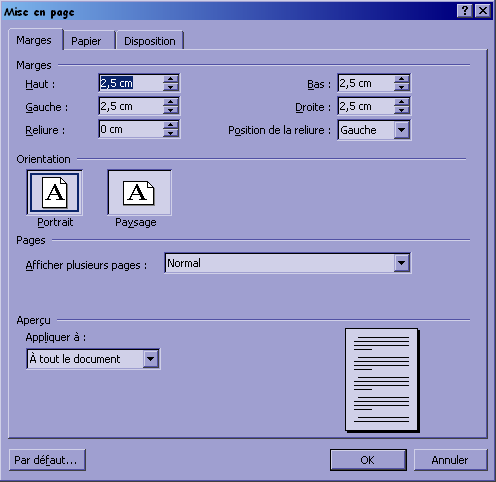 Mise en page
Marges Papier Disposition
Marges
Haut : 2,5 cm Bas : 2,5 cm
Gauche : 2,5 cm Droite : 2,5 cm
Reliure : 0 cm Position de la reliure : Gauche
Orientation
A A
Portrait Paysage
Pages
Afficher plusieurs pages : Normal
Aperçu
Appliquer à :
À tout le document
Par défaut... OK Annuler